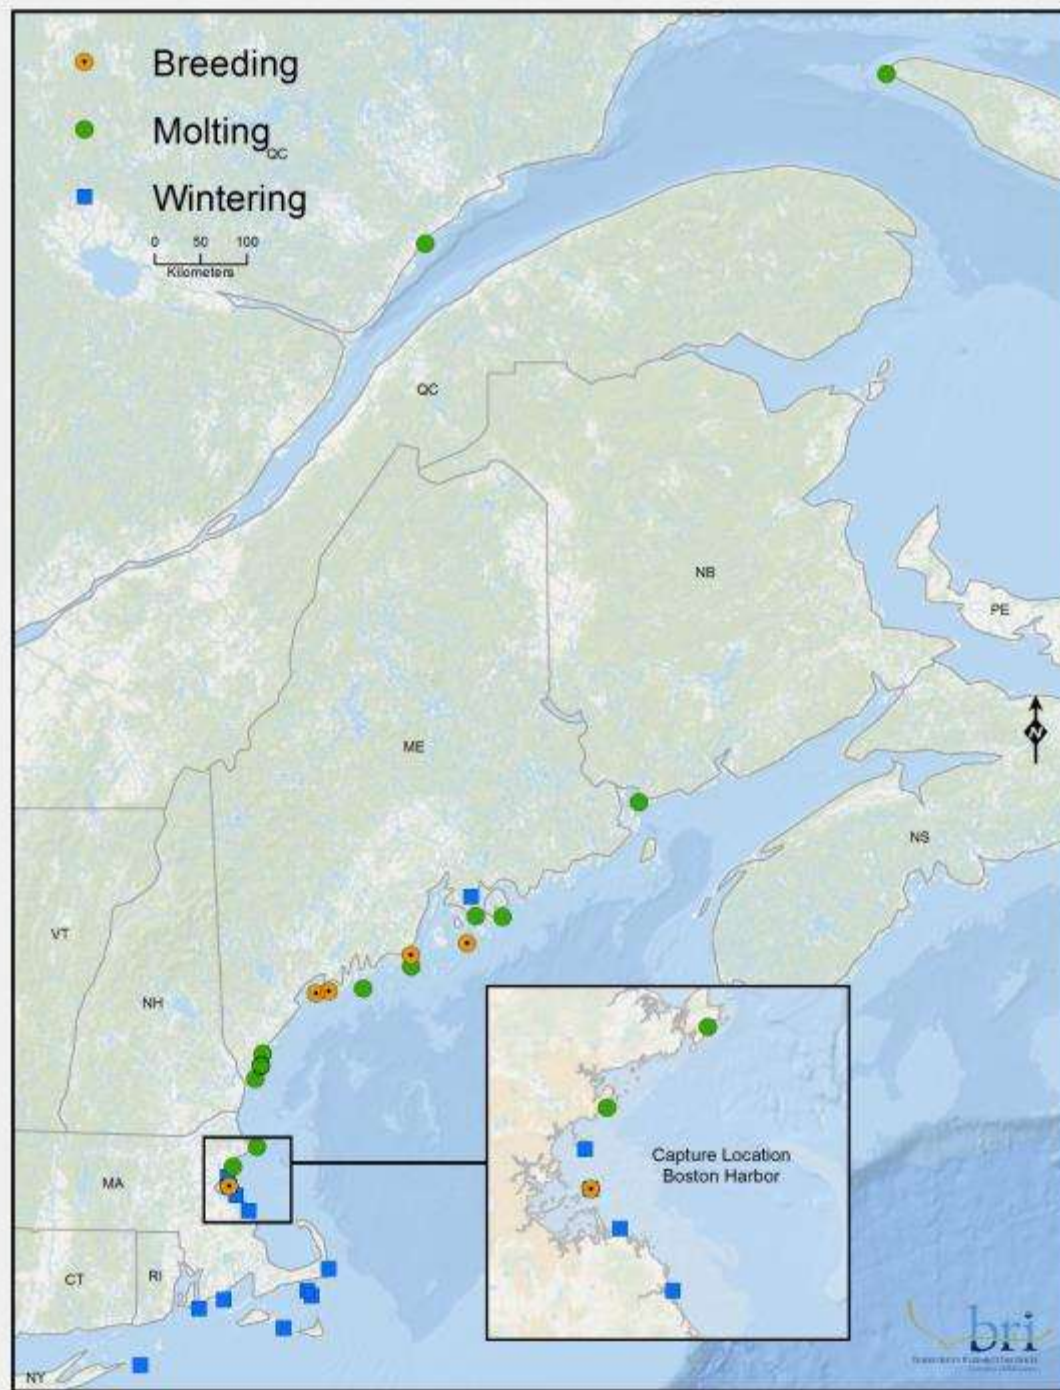 Breeding
Molting
QC
Wintering
0 50 100
Kilometers
QC
NB
PE
ME
N
NS
VT
NH
Capture Location
Boston Harbor
MA
CT
RI
bri
NY